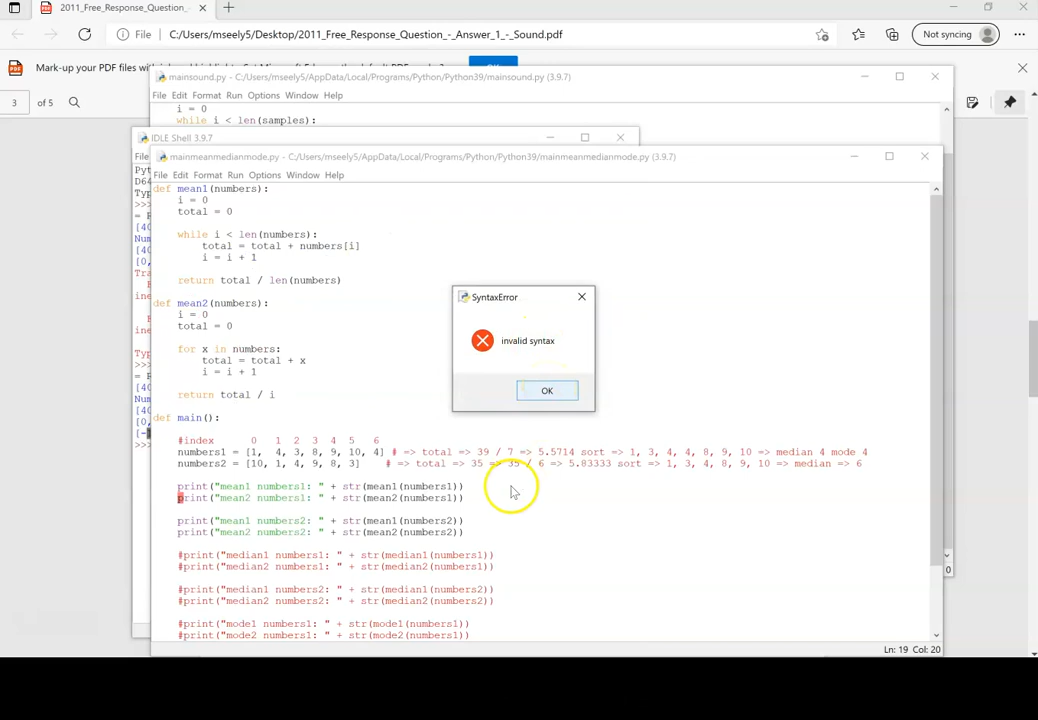 2011_Free_Response_Question_
File
C:/Users/mseely5/Desktop/2011_Free_Response_Question_-_Answer_1_-_Sound.pdf
Not syncing
3 of 5
mainsound.py - C:/Users/mseely5/AppData/Local/Programs/Python/Python39/mainsound.py (3.9.7)
File Edit Format Run Options Window Help
i = 0
while i < len(samples):
IDLE Shell 3.9.7
mainmeanmedianmode.py - C:/Users/mseely5/AppData/Local/Programs/Python/Python39/mainmeanmedianmode.py (3.9.7)
File Edit Format Run Options Window Help
def mean1(numbers):
i = 0
total = 0
while i < len(numbers):
total = total + numbers[i]
i = i + 1
return total / len(numbers)
def mean2(numbers):
i = 0
total = 0
for x in numbers:
total = total + x
i = i + 1
return total / i
SyntaxError
invalid syntax
OK
def main():
#index 0 1 2 3 4 5 6
numbers1 = [1, 4, 3, 8, 9, 10, 4] # => total => 39 / 7 => 5.5714 sort => 1, 3, 4, 4, 8, 9, 10 => median 4 mode 4
numbers2 = [10, 1, 4, 9, 8, 3] # => total => 35 => 35 / 6 => 5.83333 sort => 1, 3, 4, 8, 9, 10 => median => 6
print("mean1 numbers1: " + str(mean1(numbers1))
print("mean2 numbers1: " + str(mean2(numbers1))
print("mean1 numbers2: " + str(mean1(numbers2))
print("mean2 numbers2: " + str(mean2(numbers2))
#print("median1 numbers1: " + str(median1(numbers1))
#print("median2 numbers1: " + str(median2(numbers1))
#print("median1 numbers2: " + str(median1(numbers2))
#print("median2 numbers2: " + str(median2(numbers2))
#print("mode1 numbers1: " + str(mode1(numbers1))
#print("mode2 numbers1: " + str(mode2(numbers1))
Ln: 19 Col: 20